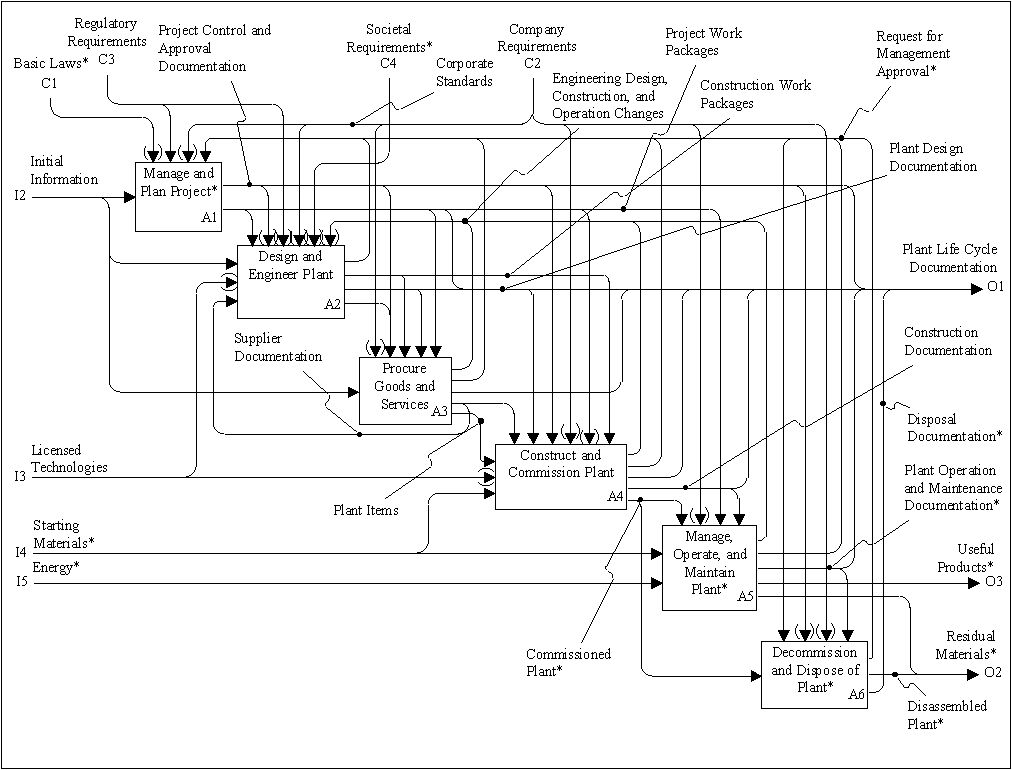 Regulatory
Requirements
C3
Project Control and
Approval
Documentation
Societal
Requirements*
C4
Company
Requirements
C2
Project Work
Packages
Request for
Management
Approval*
Basic Laws*
C1
Corporate
Standards
Engineering Design,
Construction, and
Operation Changes
Construction Work
Packages
Plant Design
Documentation
Initial
Information
I2
Manage and
Plan Project*
A1
Design and
Engineer Plant
A2
Plant Life Cycle
Documentation
O1
Supplier
Documentation
Procure
Goods and
Services
A3
Construction
Documentation
Disposal
Documentation*
Licensed
Technologies
I3
Construct and
Commission Plant
A4
Plant Operation
and Maintenance
Documentation*
Plant Items
Starting
Materials*
I4
Energy*
I5
Manage,
Operate, and
Maintain
Plant*
A5
Useful
Products*
O3
Commissioned
Plant*
Decommission
and Dispose of
Plant*
A6
Residual
Materials*
O2
Disassembled
Plant*